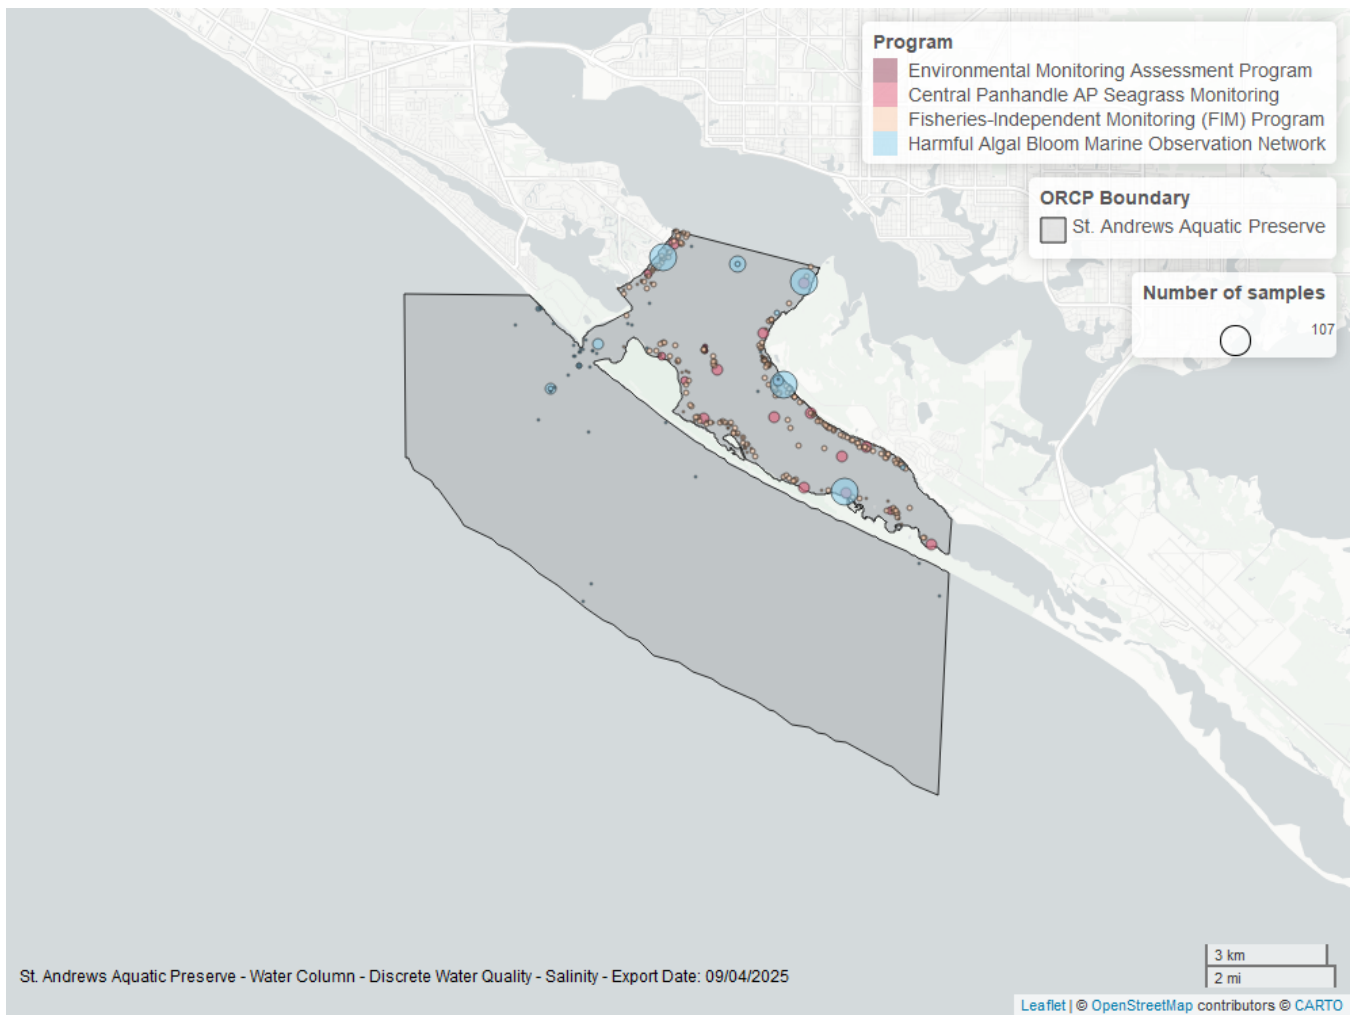 Program
Environmental Monitoring Assessment Program
Central Panhandle AP Seagrass Monitoring
Fisheries-Independent Monitoring (FIM) Program
Harmful Algal Bloom Marine Observation Network
ORCP Boundary
St. Andrews Aquatic Preserve
Number of samples
107
3 km
2 mi
St. Andrews Aquatic Preserve - Water Column - Discrete Water Quality - Salinity - Export Date: 09/04/2025
Leaflet | © OpenStreetMap contributors © CARTO